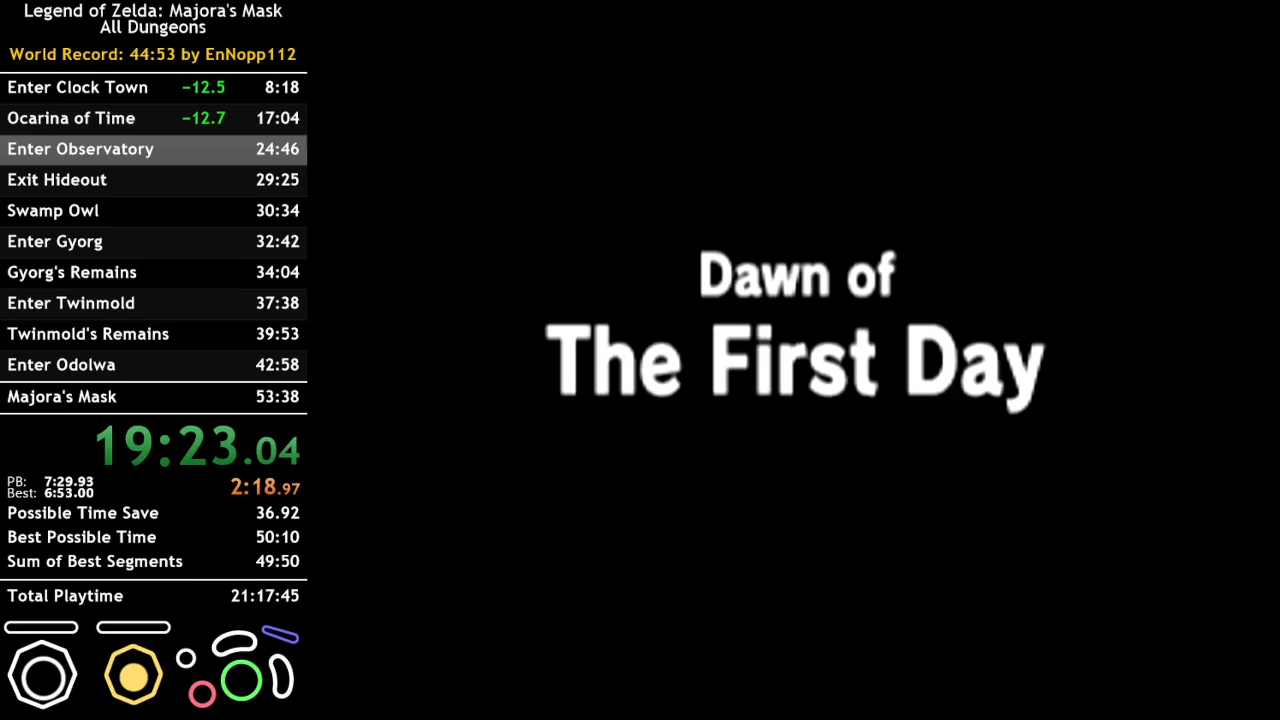 Legend of Zelda: Majora's Mask
All Dungeons
World Record: 44:53 by EnNopp112
Enter Clock Town −12.5 8:18
Ocarina of Time −12.7 17:04
Enter Observatory 24:46
Exit Hideout 29:25
Swamp Owl 30:34
Enter Gyorg 32:42
Gyorg's Remains 34:04
Enter Twinmold 37:38
Twinmold's Remains 39:53
Enter Odolwa 42:58
Majora's Mask 53:38
19:23.04
PB: 7:29.93
Best: 6:53.00
2:18.97
Possible Time Save 36.92
Best Possible Time 50:10
Sum of Best Segments 49:50
Total Playtime 21:17:45
Dawn of
The First Day